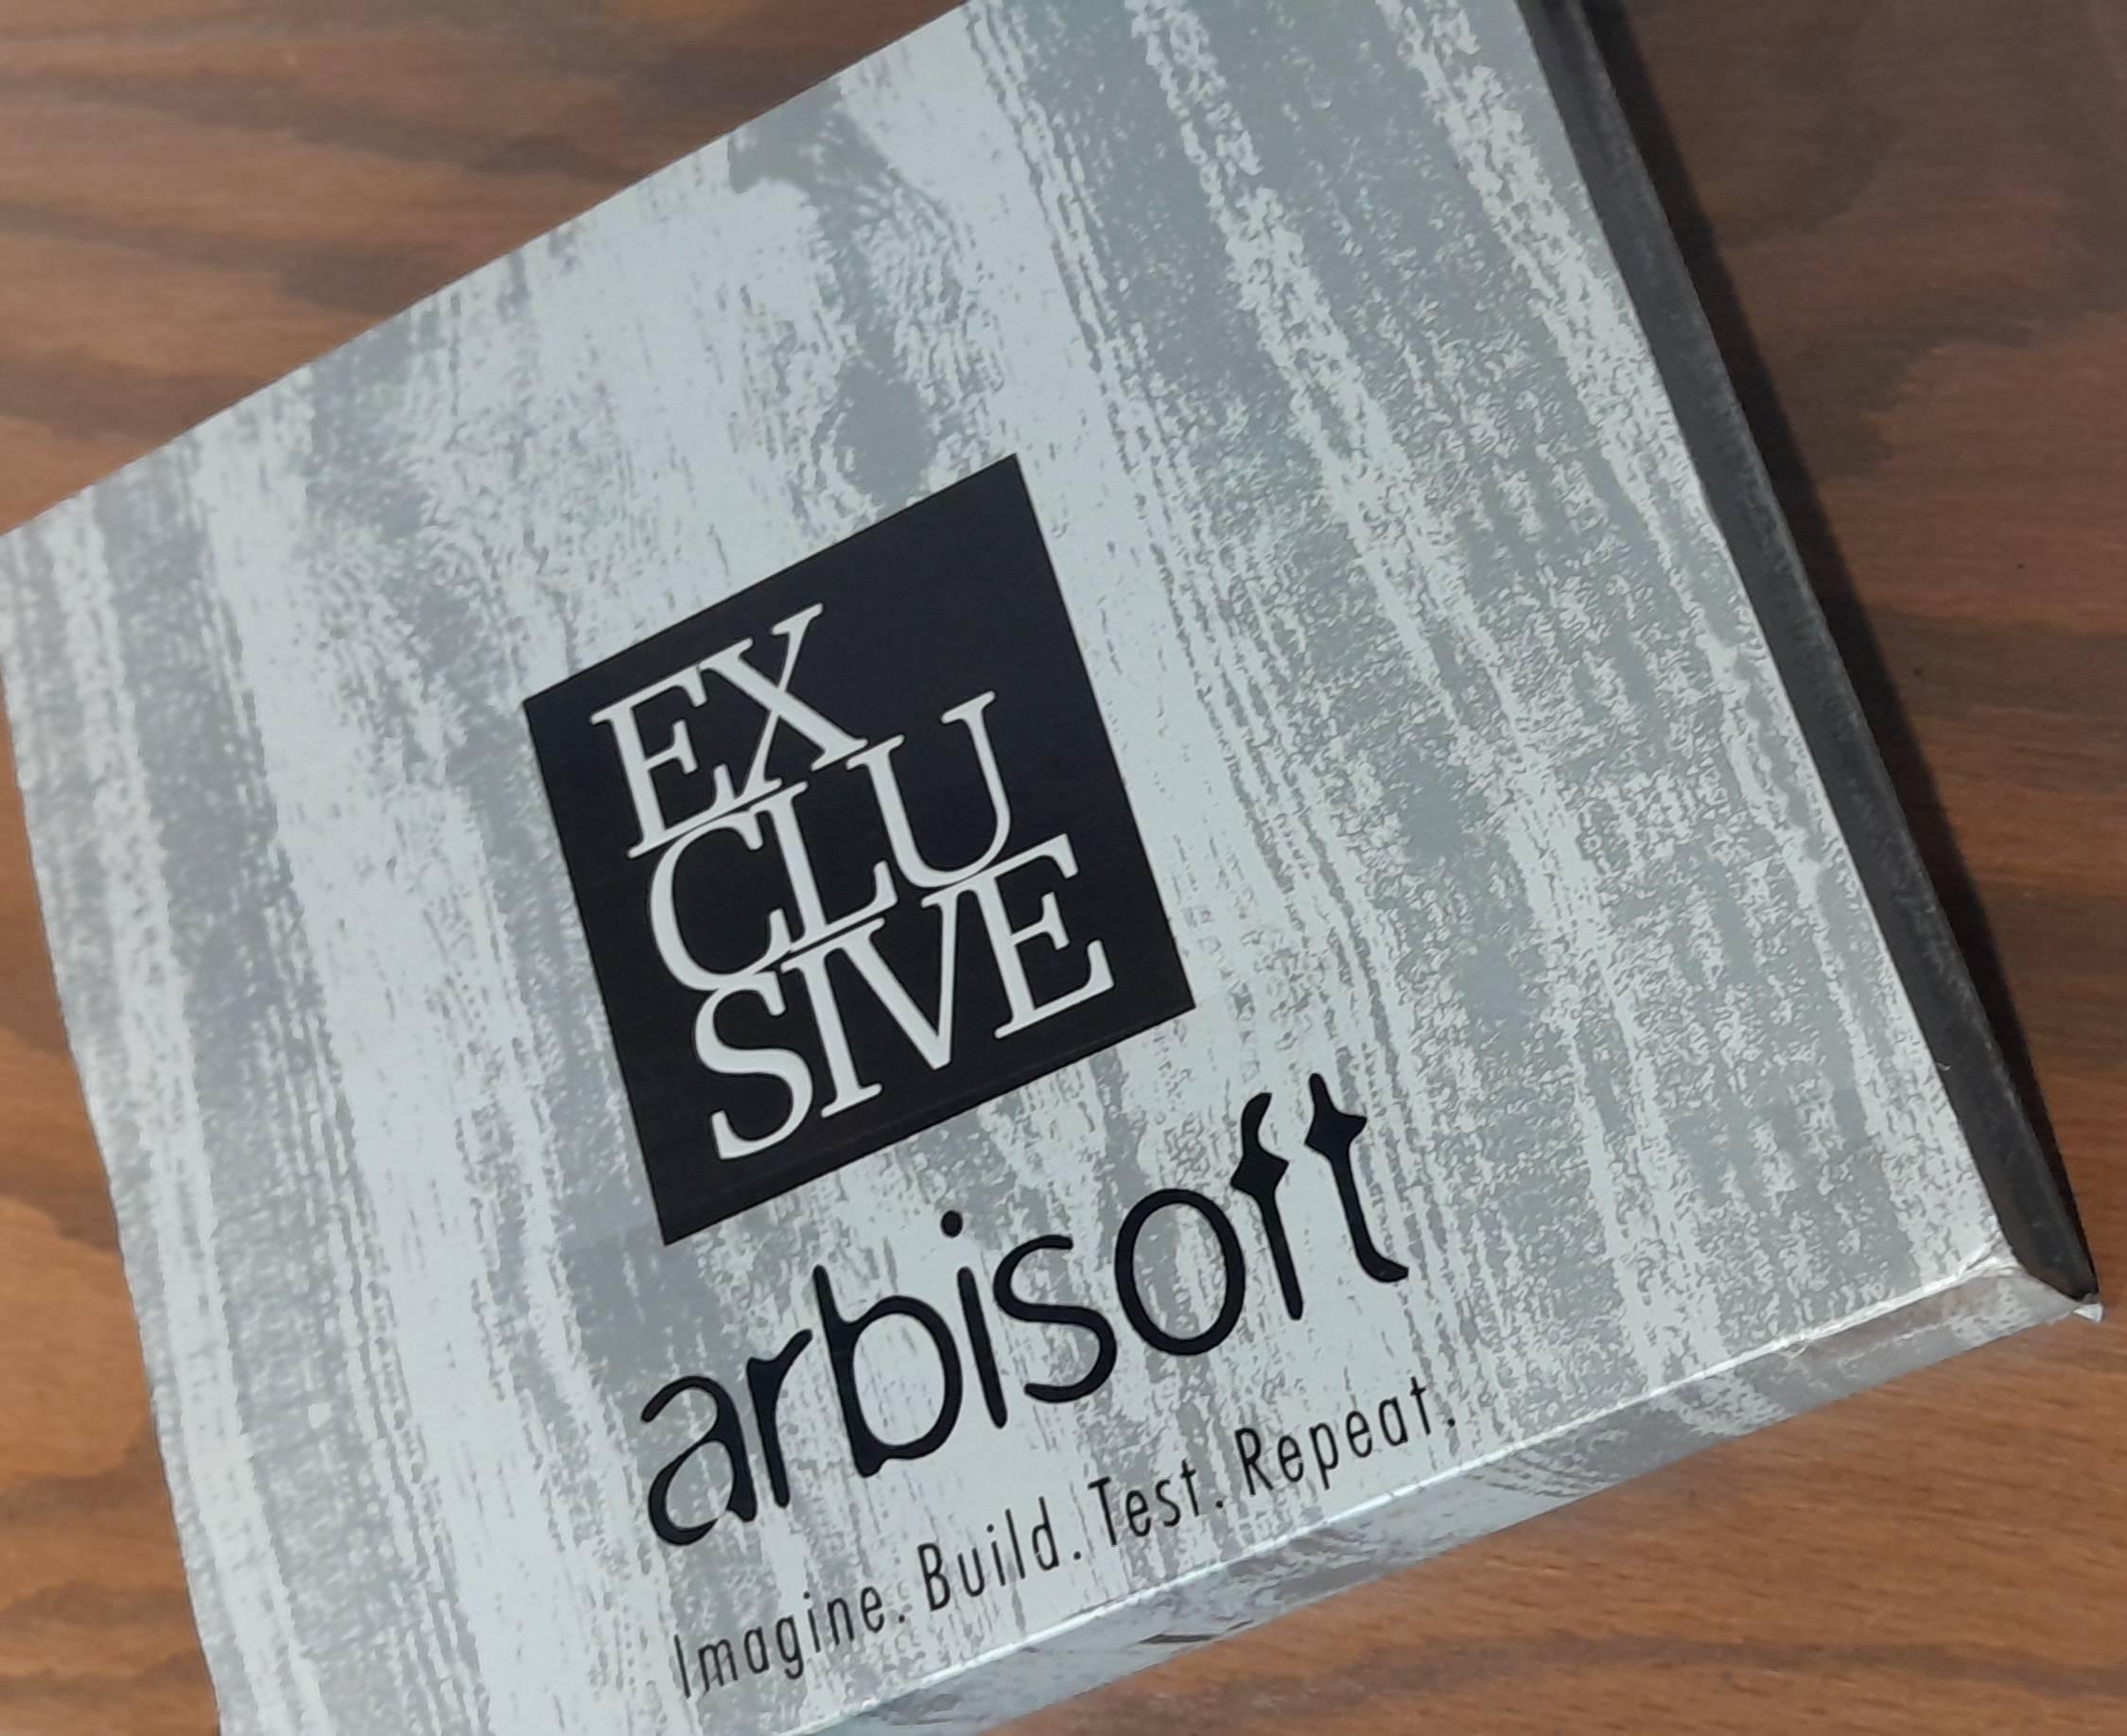 EX
CLU
SIVE
arbisoft
Imagine. Build. Test. Repeat.